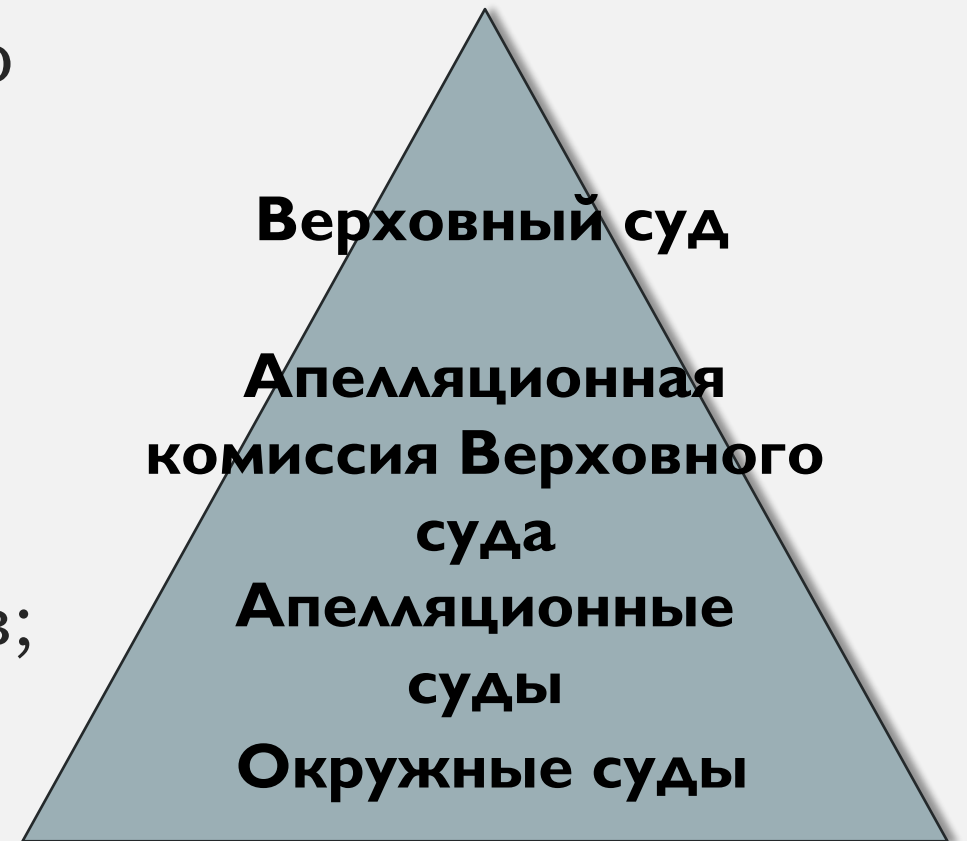 Верховный суд
Апелляционная
комиссия Верховного
суда
Апелляционные
суды
Окружные суды